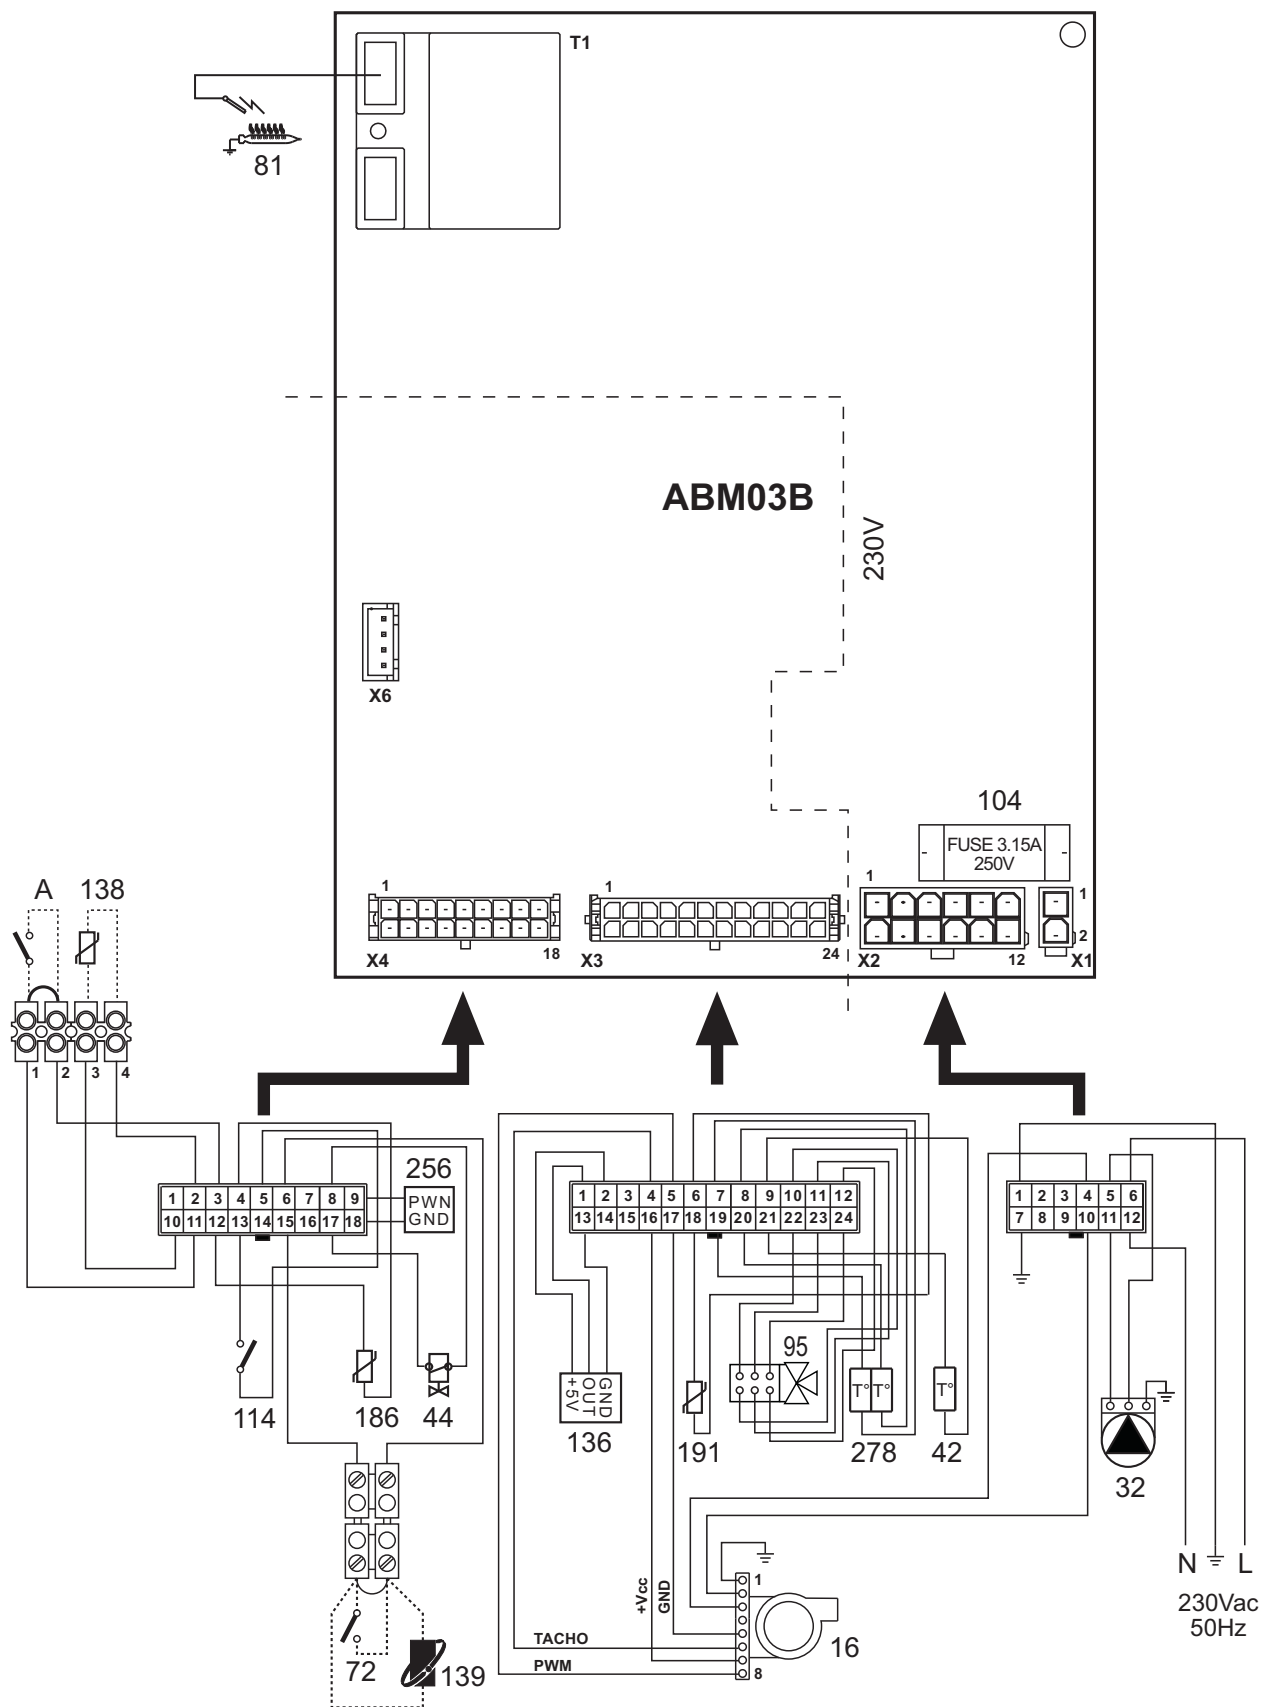 T1
81
ABM03B
230V
X6
104
FUSE 3.15A
250V
1
18
X4
1
24
X3
1
12
X2
1
2
X1
A
138
1 2 3 4
256
PWN
GND
1 2 3 4 5 6 7 8 9
10 11 12 13 14 15 16 17 18
1 2 3 4 5 6 7 8 9 10 11 12
13 14 15 16 17 18 19 20 21 22 23 24
1 2 3 4 5 6
7 8 9 10 11 12
114
186
44
+5V
OUT
GND
136
191
95
T° T°
278
T°
42
32
N L
230Vac
50Hz
+Vcc
GND
TACHO
PWM
1
8
16
72
139